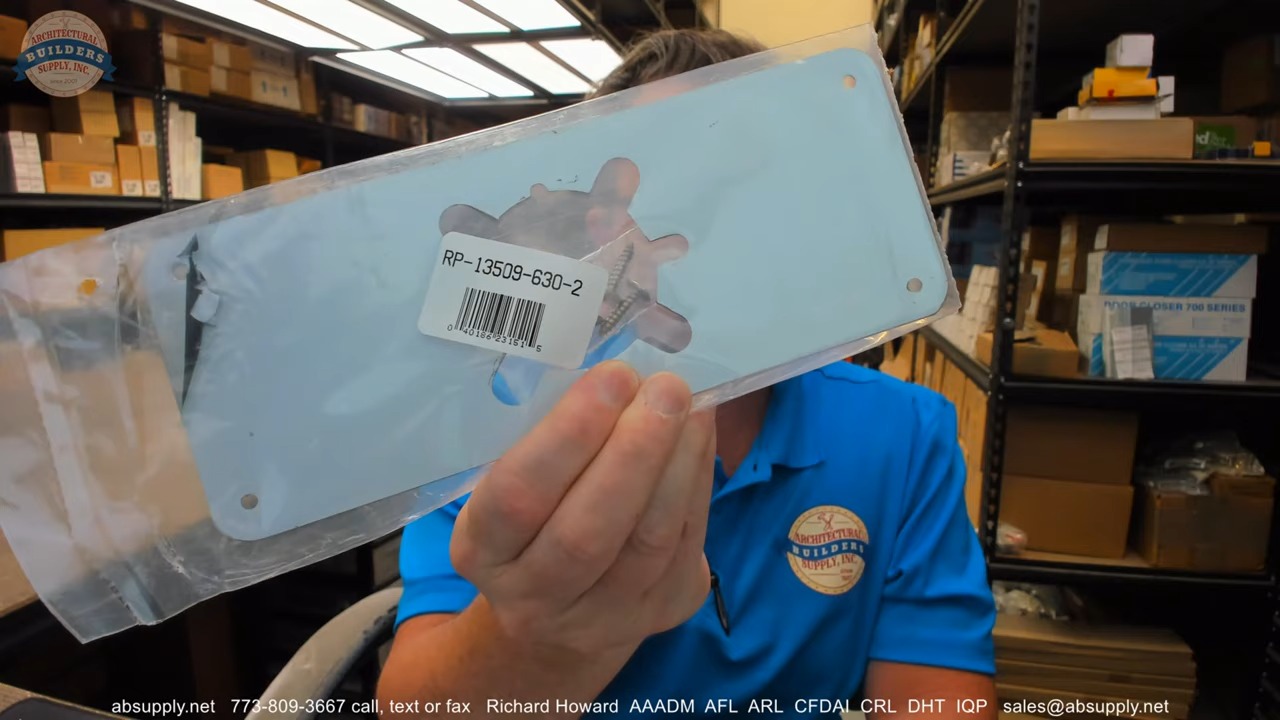 ARCHITECTURAL
BUILDERS
SUPPLY, INC.
since 2007
RP-13509-630-2
0 40186 23151 5
DOOR CLOSER 700 SERIES
ARCHITECTURAL
BUILDERS
SUPPLY, INC.
absupply.net 773-809-3667 call, text or fax Richard Howard AAADM AFL ARL CFDAI CRL DHT IQP sales@absupply.net